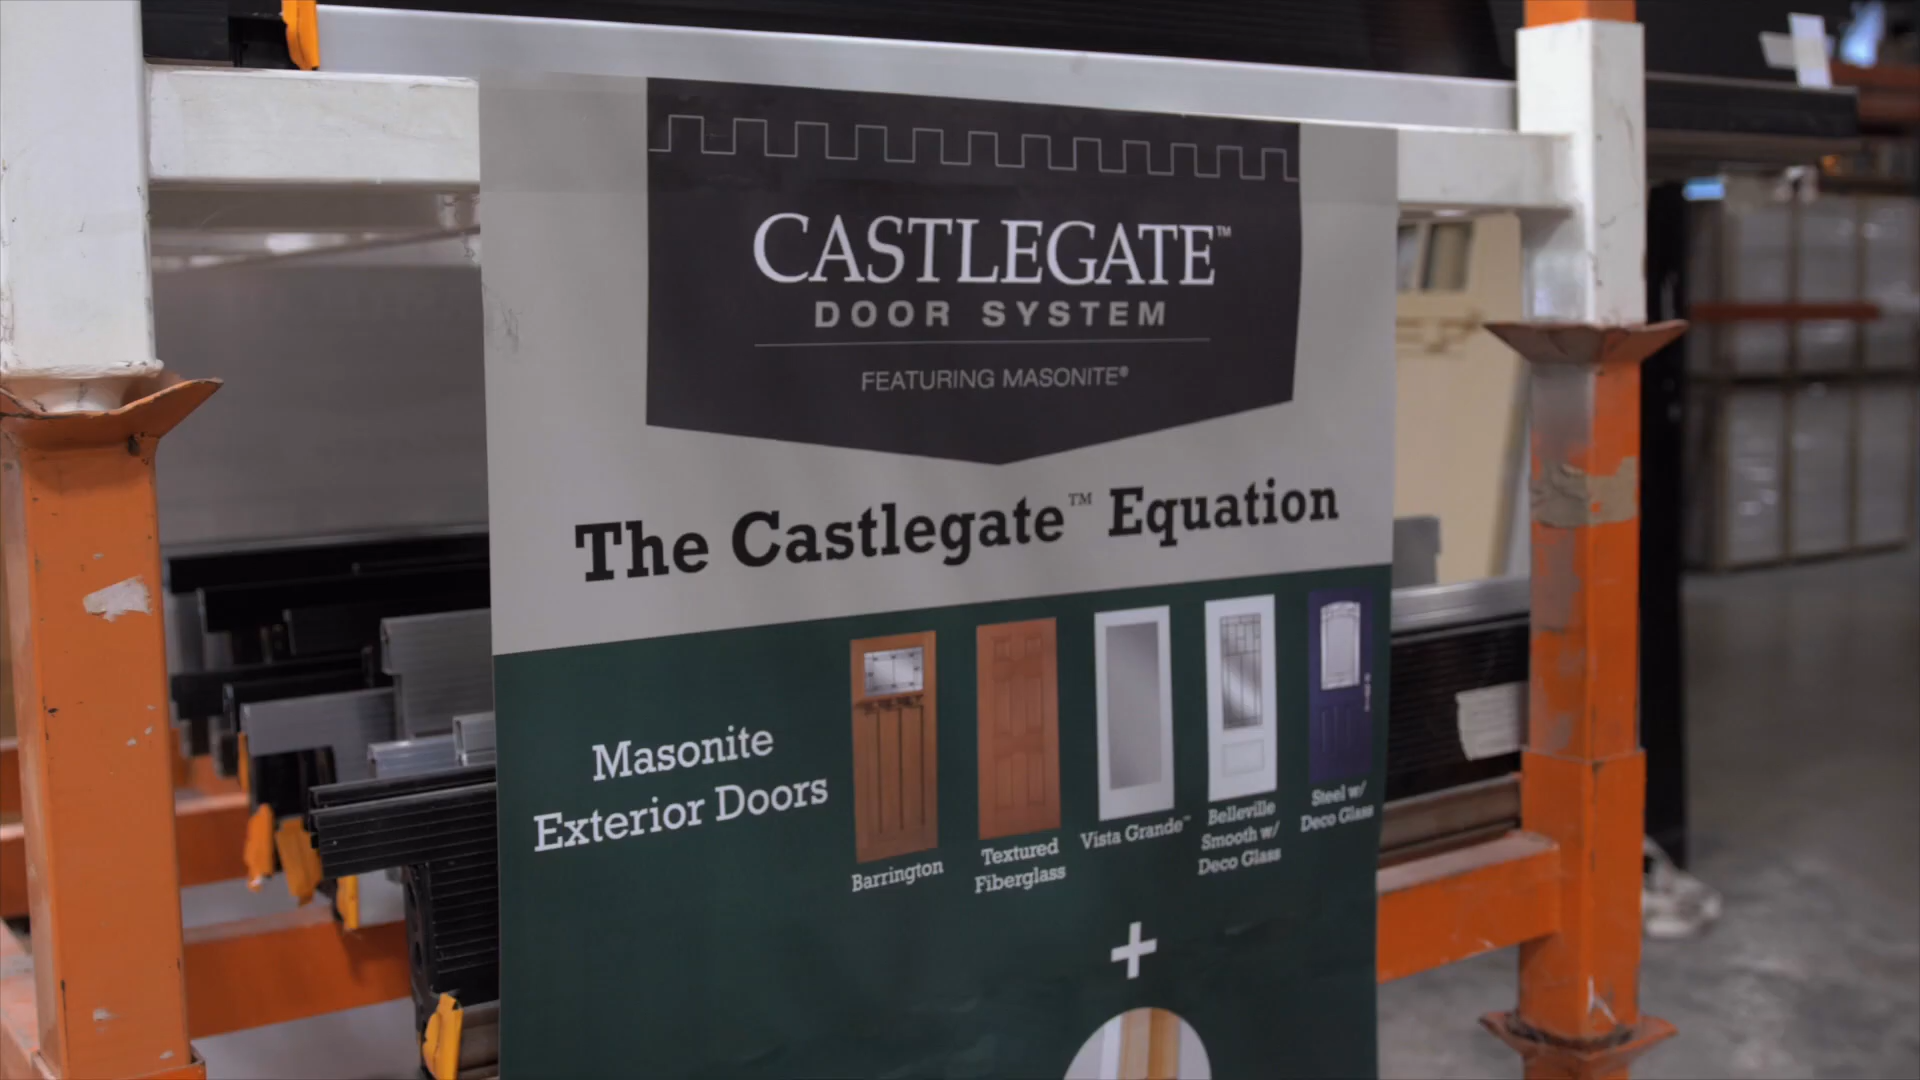 CASTLEGATE™
DOOR SYSTEM
FEATURING MASONITE®
The Castlegate™ Equation
Masonite
Exterior Doors
Barrington
Textured
Fiberglass
Vista Grande™
Belleville
Smooth w/
Deco Glass
Steel w/
Deco Glass
+